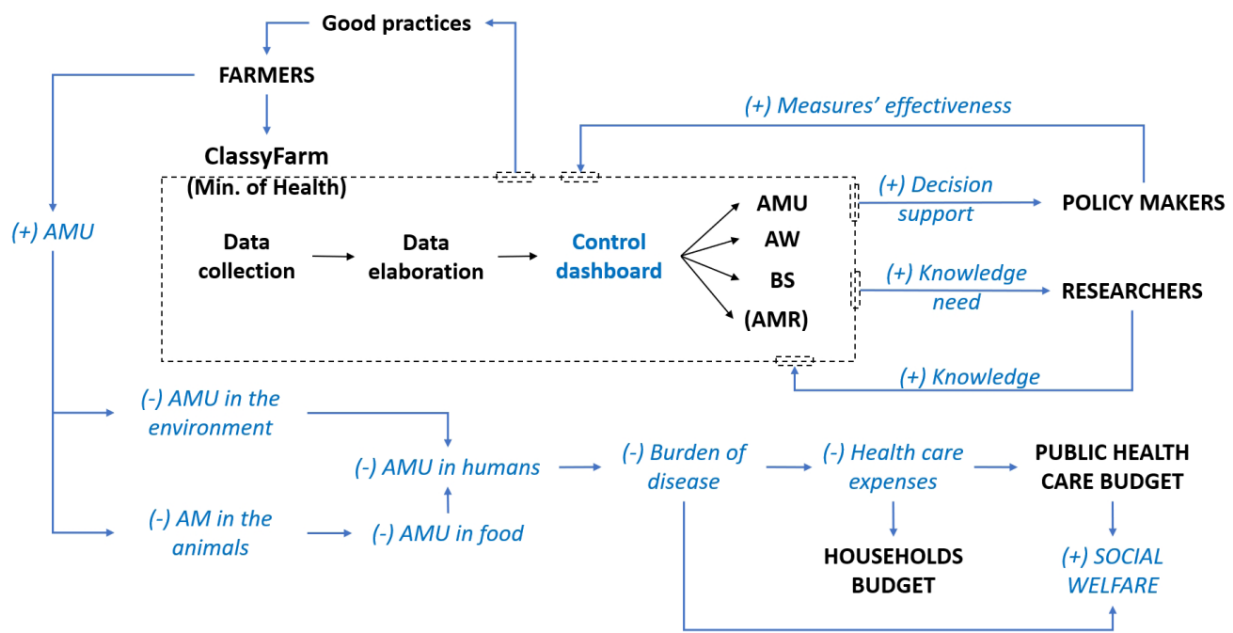 Good practices
FARMERS
(+) Measures’ effectiveness
ClassyFarm
(Min. of Health)
(+) AMU
Data
collection
Data
elaboration
Control
dashboard
AMU
AW
BS
(AMR)
(+) Decision
support
POLICY MAKERS
(+) Knowledge
need
RESEARCHERS
(+) Knowledge
(-) AMU in the
environment
(-) AMU in humans
(-) AM in the
animals
(-) AMU in food
(-) Burden of
disease
(-) Health care
expenses
PUBLIC HEALTH
CARE BUDGET
HOUSEHOLDS
BUDGET
(+) SOCIAL
WELFARE